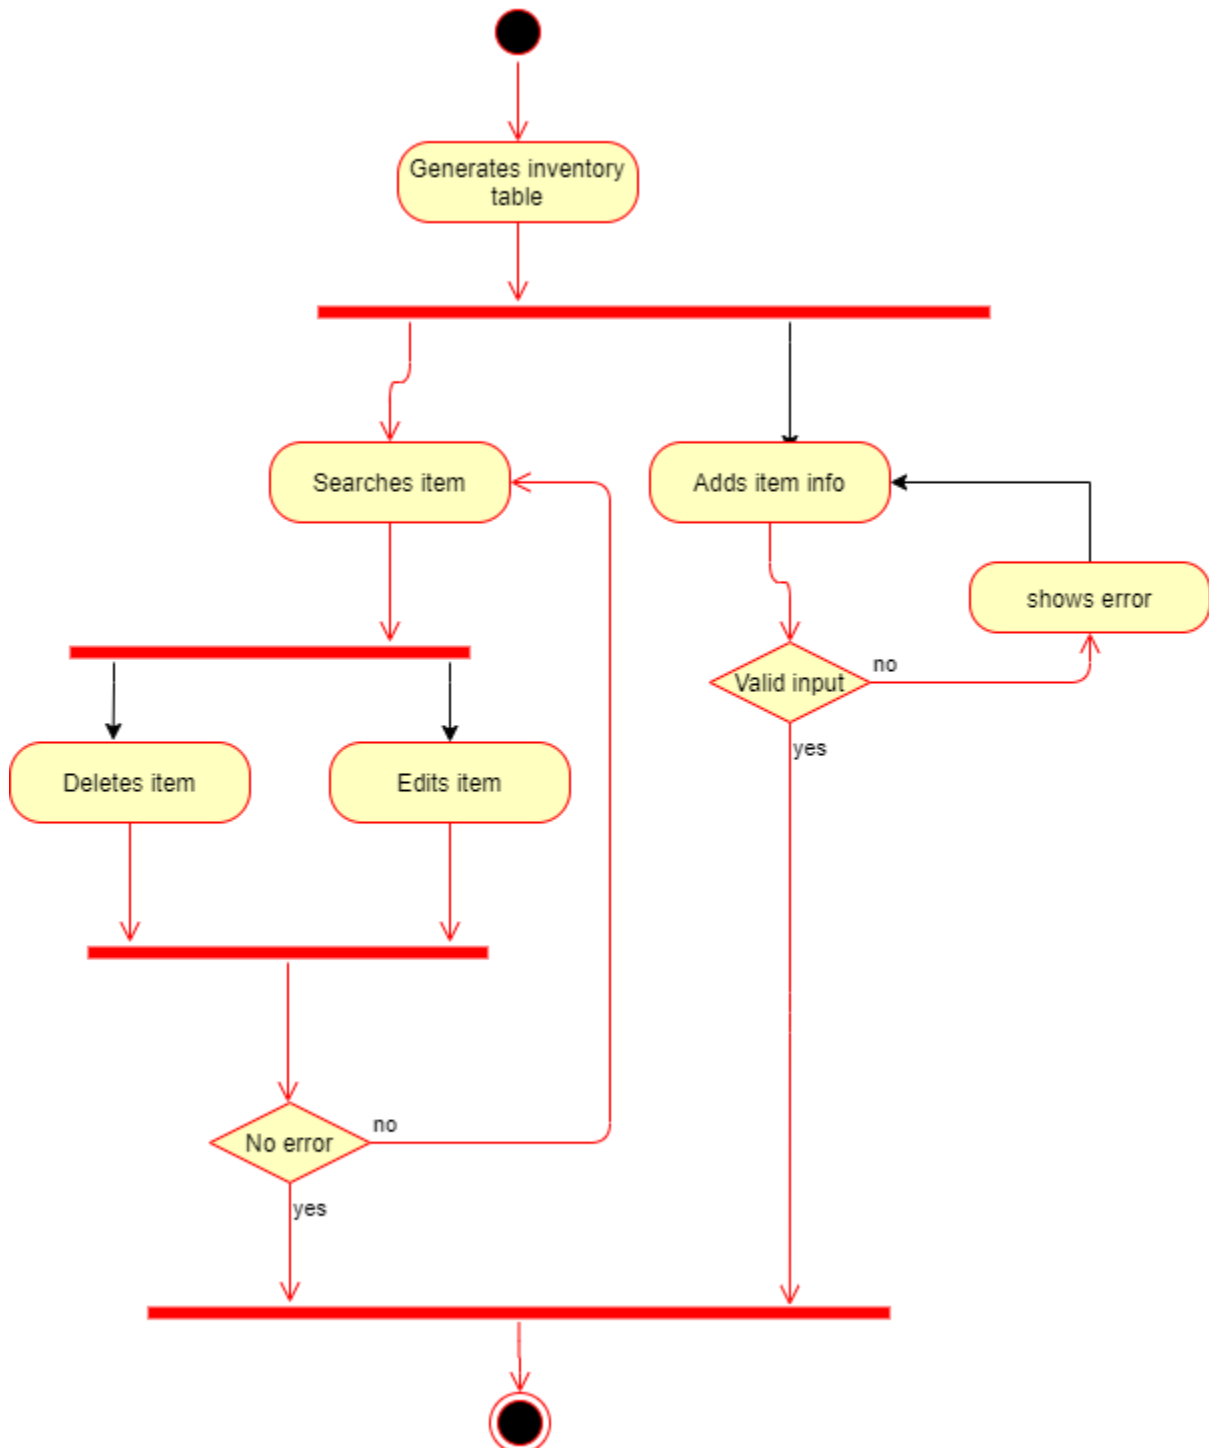 Generates inventory
table
Searches item
Adds item info
shows error
Valid input
no
yes
Deletes item
Edits item
No error
no
yes